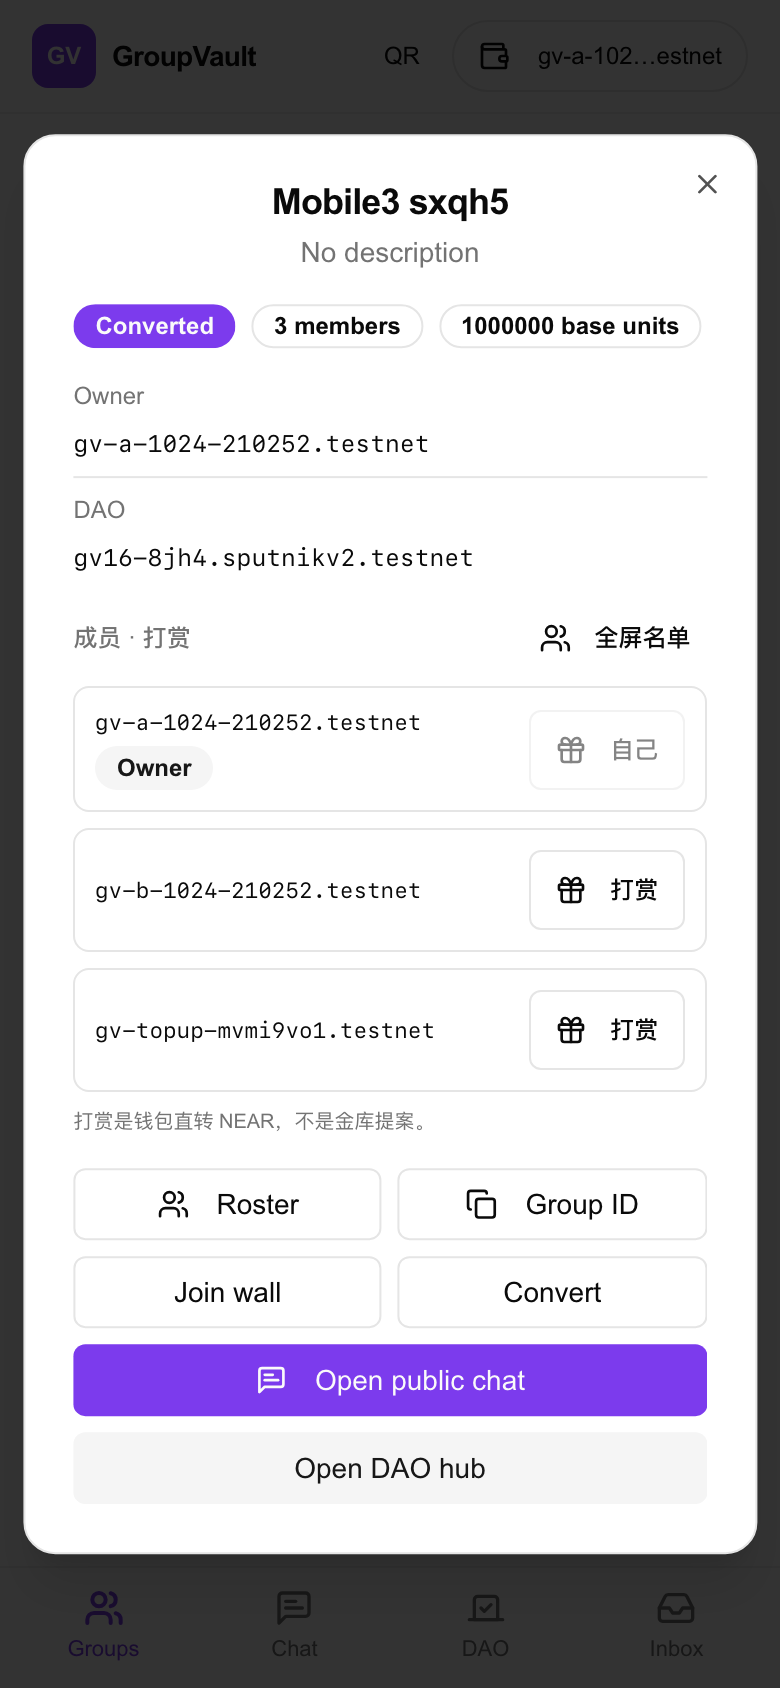 GV GroupVault QR gv-a-102...estnet
Mobile3 sxqh5
No description
Converted 3 members 1000000 base units
Owner
gv-a-1024-210252.testnet
DAO
gv16-8jh4.sputnikv2.testnet
成员 · 打赏 全屏名单
gv-a-1024-210252.testnet
Owner
自己
gv-b-1024-210252.testnet 打赏
gv-topup-mvmi9vo1.testnet 打赏
打赏是钱包直转 NEAR，不是金库提案。
Roster Group ID
Join wall Convert
Open public chat
Open DAO hub
Groups Chat DAO Inbox